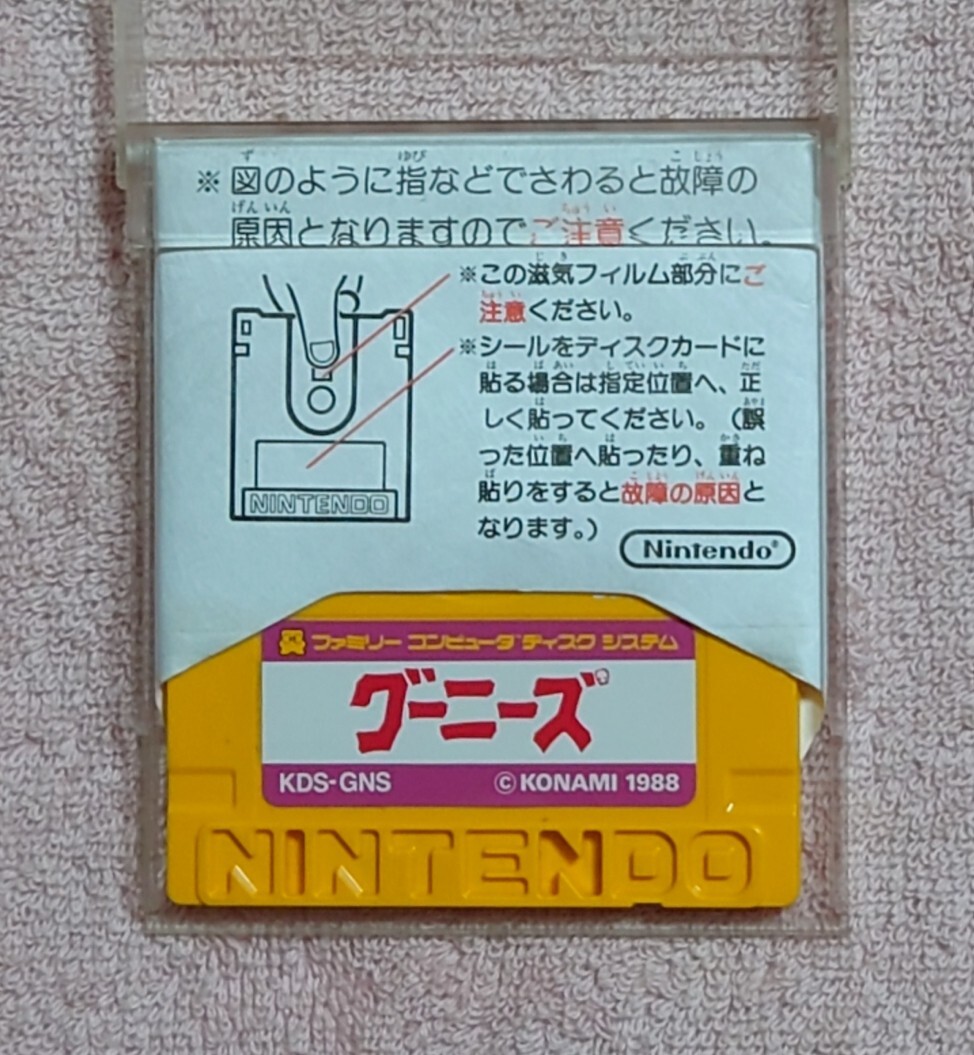 ※図のように指などでさわると故障の
原因となりますのでご注意ください。
※この滋気フィルム部分にご
注意ください。
※シールをディスクカードに
貼る場合は指定位置へ、正
しく貼ってください。(誤
った位置へ貼ったり、重ね
貼りをすると故障の原因と
なります。)
NINTENDO
Nintendo®
ファミリー コンピュータ ディスク システム
グーニーズ
KDS-GNS ©KONAMI 1988
NINTENDO